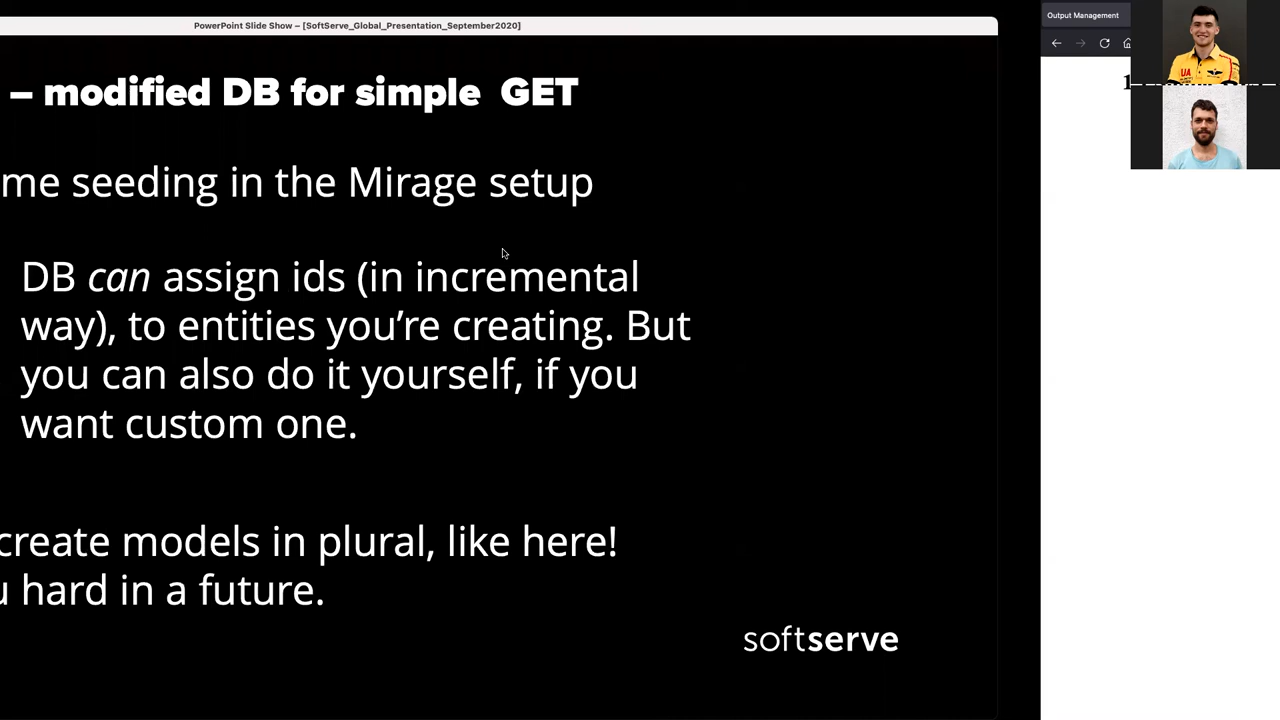 PowerPoint Slide Show – [SoftServe_Global_Presentation_September2020]
Output Management
– modified DB for simple GET
me seeding in the Mirage setup
DB can assign ids (in incremental
way), to entities you’re creating. But
you can also do it yourself, if you
want custom one.
create models in plural, like here!
u hard in a future.
softserve
1
UA